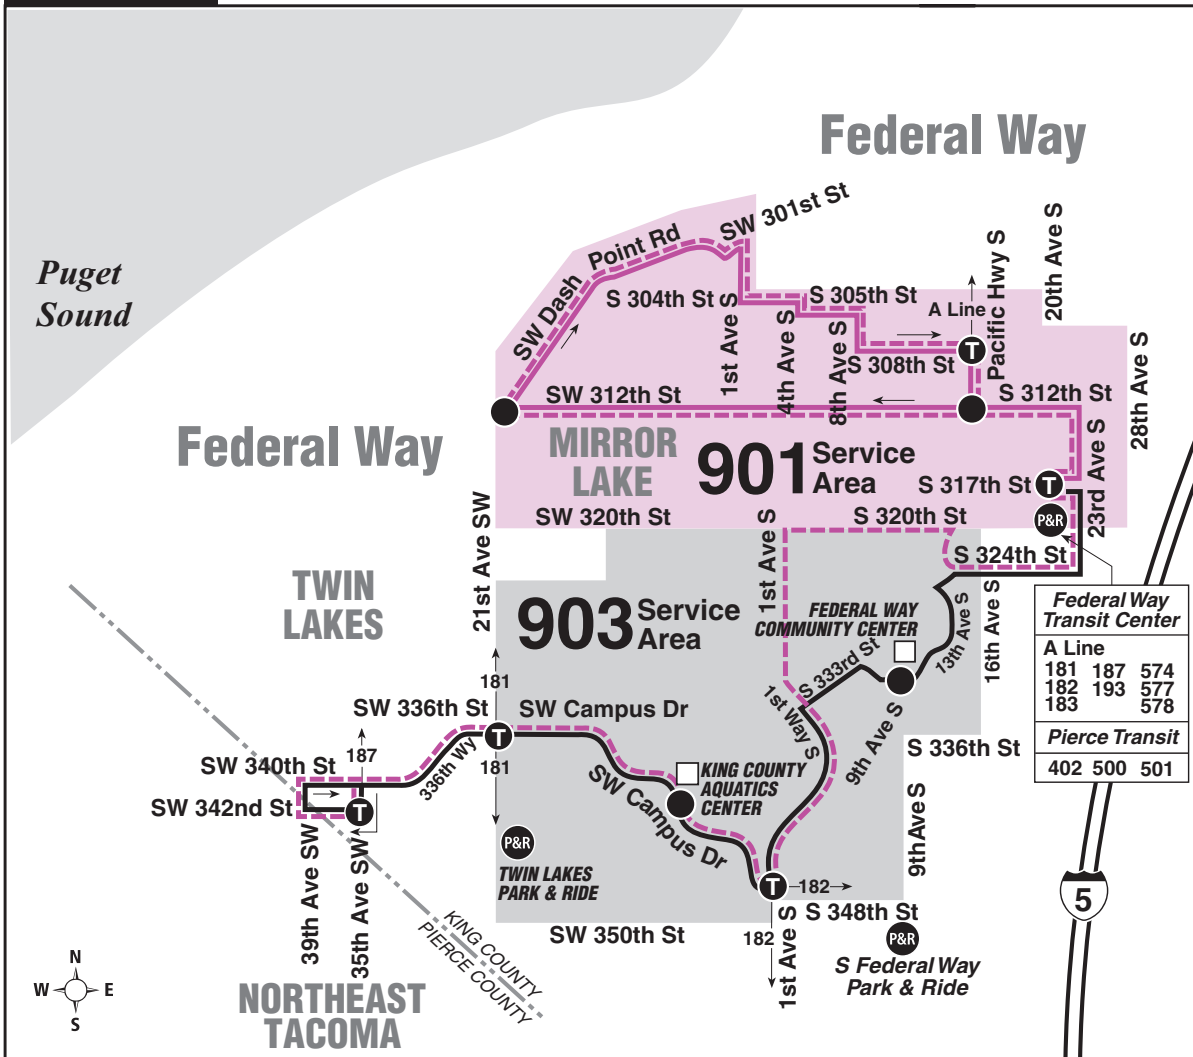 Federal Way
Puget
Sound
SW 301st St
SW Dash Point Rd
S 304th St
S 305th St
A Line
Pacific Hwy S
20th Ave S
1st Ave S
4th Ave S
8th Ave S
S 308th St
T
28th Ave S
SW 312th St
S 312th St
Federal Way
MIRROR
LAKE
901 Service
Area
S 317th St
T
23rd Ave S
P&R
SW 320th St
S 320th St
21st Ave SW
1st Ave S
S 324th St
TWIN
LAKES
903 Service
Area
FEDERAL WAY
COMMUNITY CENTER
13th Ave S
16th Ave S
Federal Way
Transit Center
A Line
181 187 574
182 193 577
183 578
Pierce Transit
402 500 501
181
S 333rd St
SW 336th St
SW Campus Dr
T
1st Way S
9th Ave S
S 336th St
187
181
336th Wy
SW 340th St
SW 342nd St
T
KING COUNTY
AQUATICS
CENTER
SW Campus Dr
P&R
TWIN LAKES
PARK & RIDE
9th Ave S
39th Ave SW
35th Ave SW
T
182
5
S 348th St
SW 350th St
182
1st Ave S
P&R
S Federal Way
Park & Ride
KING COUNTY
PIERCE COUNTY
N
W E
S
NORTHEAST
TACOMA